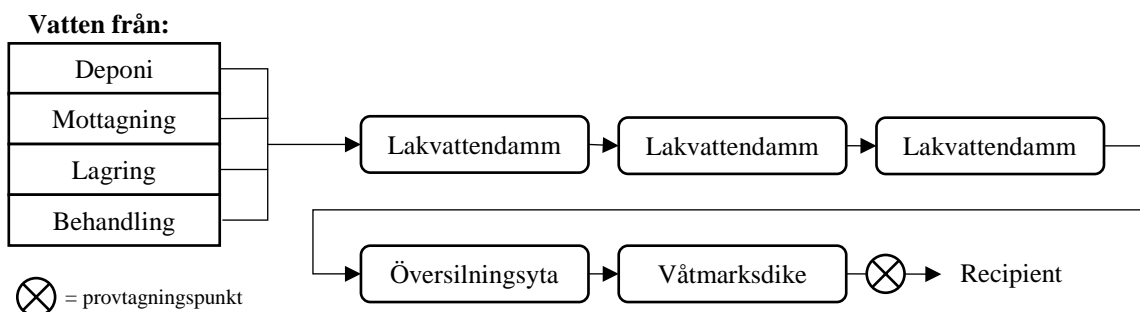 Vatten från:
Deponi
Mottagning
Lagring
Behandling
Lakvattendamm
Lakvattendamm
Lakvattendamm
Översilningsyta
Våtmarksdike
Recipient
= provtagningspunkt